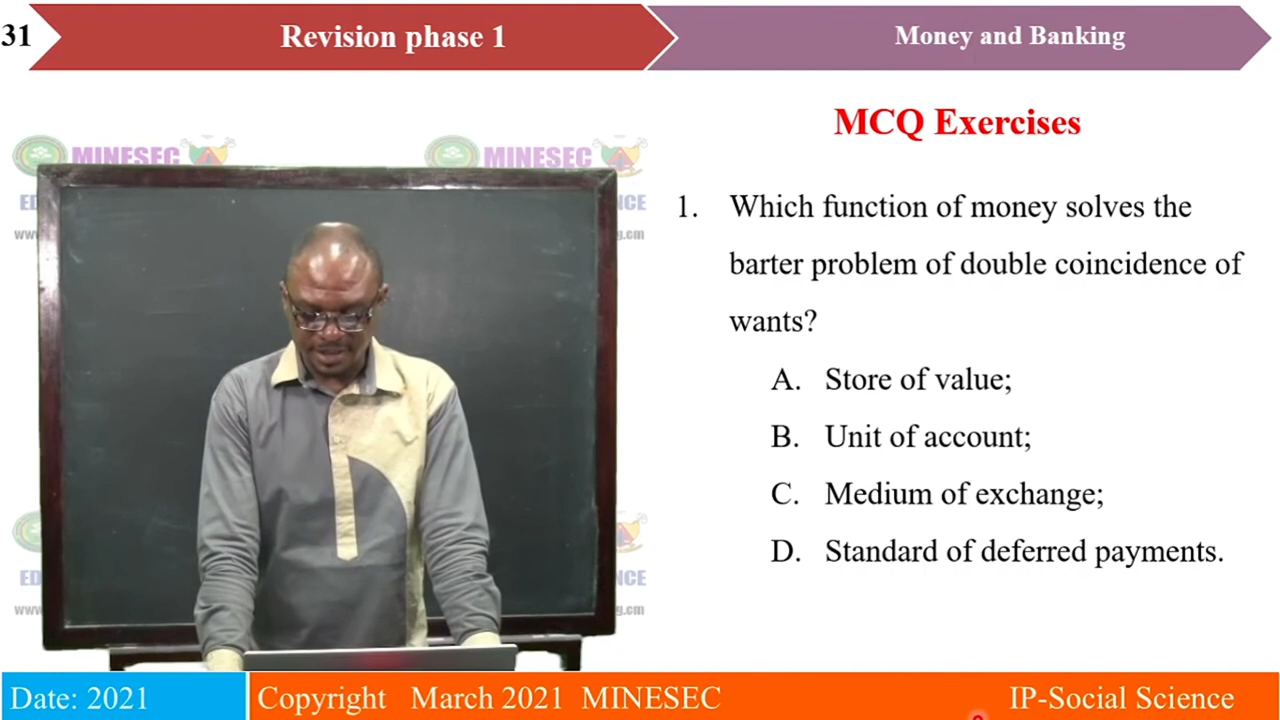 31
Revision phase 1
Money and Banking
MCQ Exercises
MINESEC
MINESEC
1. Which function of money solves the
barter problem of double coincidence of
wants?
A. Store of value;
B. Unit of account;
C. Medium of exchange;
D. Standard of deferred payments.
Date: 2021
Copyright March 2021 MINESEC
IP-Social Science